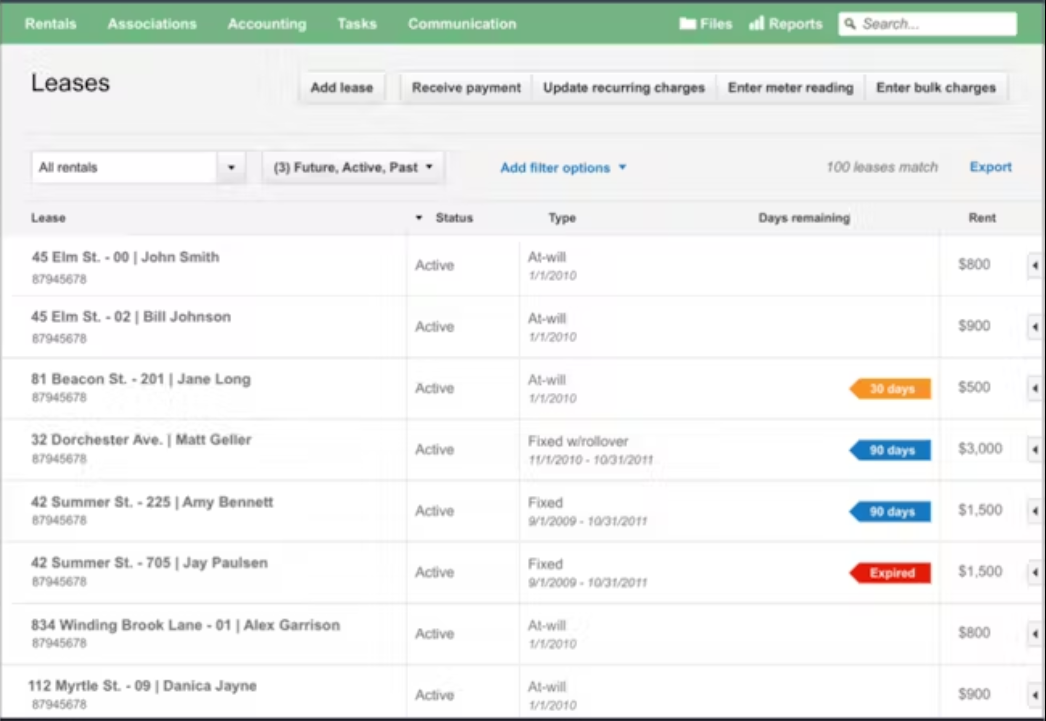 Rentals Associations Accounting Tasks Communication Files Reports Search...
Leases Add lease Receive payment Update recurring charges Enter meter reading Enter bulk charges
All rentals (3) Future, Active, Past Add filter options 100 leases match Export
Lease Status Type Days remaining Rent
45 Elm St. - 00 | John Smith
87945678
Active
At-will
1/1/2010
$800
45 Elm St. - 02 | Bill Johnson
87945678
Active
At-will
1/1/2010
$900
81 Beacon St. - 201 | Jane Long
87945678
Active
At-will
1/1/2010
30 days
$500
32 Dorchester Ave. | Matt Geller
87945678
Active
Fixed w/rollover
11/1/2010 - 10/31/2011
90 days
$3,000
42 Summer St. - 225 | Amy Bennett
87945678
Active
Fixed
9/1/2009 - 10/31/2011
90 days
$1,500
42 Summer St. - 705 | Jay Paulsen
87945678
Active
Fixed
9/1/2009 - 10/31/2011
Expired
$1,500
834 Winding Brook Lane - 01 | Alex Garrison
87945678
Active
At-will
1/1/2010
$800
112 Myrtle St. - 09 | Danica Jayne
87945678
Active
At-will
1/1/2010
$900